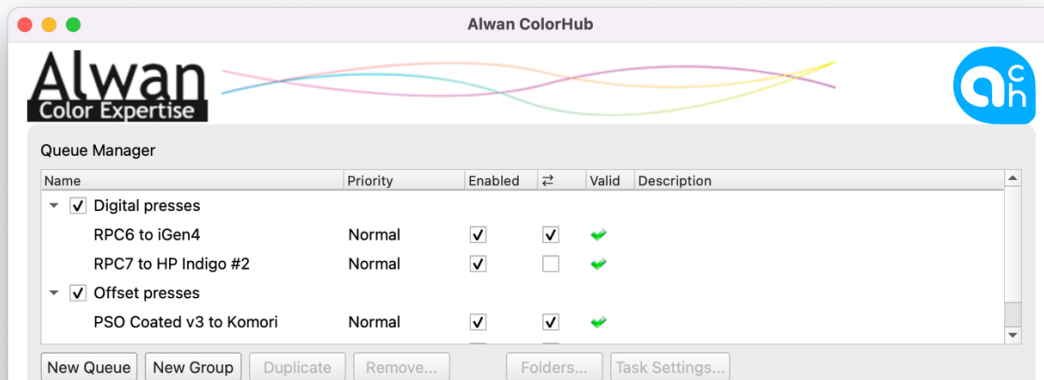 Alwan ColorHub
Alwan
Color Expertise
a c h
Queue Manager
Name Priority Enabled ⇄ Valid Description
Digital presses
RPC6 to iGen4 Normal
RPC7 to HP Indigo #2 Normal
Offset presses
PSO Coated v3 to Komori Normal
New Queue New Group Duplicate Remove... Folders... Task Settings...